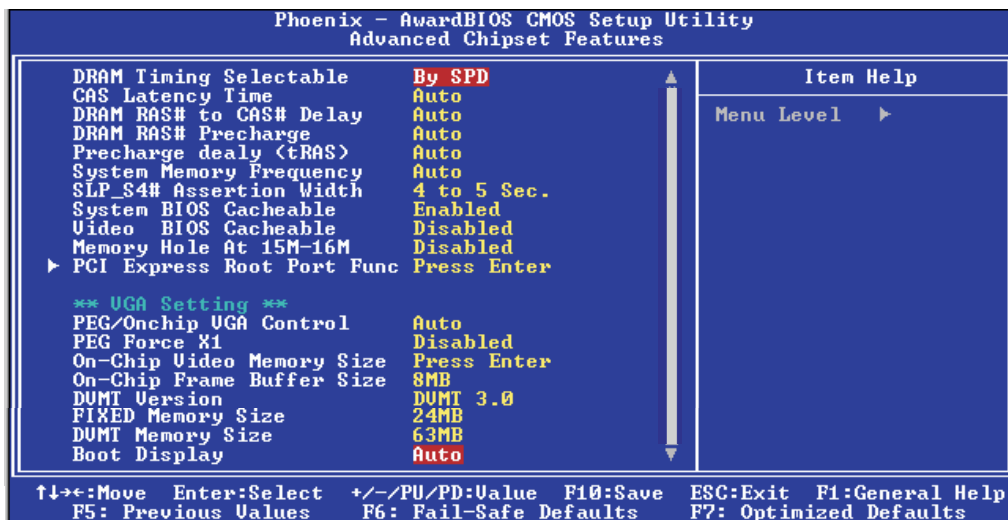 Phoenix - AwardBIOS CMOS Setup Utility
Advanced Chipset Features
DRAM Timing Selectable By SPD
CAS Latency Time Auto
DRAM RAS# to CAS# Delay Auto
DRAM RAS# Precharge Auto
Precharge dealy (tRAS) Auto
System Memory Frequency Auto
SLP_S4# Assertion Width 4 to 5 Sec.
System BIOS Cacheable Enabled
Video BIOS Cacheable Disabled
Memory Hole At 15M-16M Disabled
► PCI Express Root Port Func Press Enter
** VGA Setting **
PEG/Onchip VGA Control Auto
PEG Force X1 Disabled
On-Chip Video Memory Size Press Enter
On-Chip Frame Buffer Size 8MB
DVMT Version DVMT 3.0
FIXED Memory Size 24MB
DVMT Memory Size 63MB
Boot Display Auto
Item Help
Menu Level ►
↑↓→←:Move Enter:Select +/-/PU/PD:Value F10:Save ESC:Exit F1:General Help
F5: Previous Values F6: Fail-Safe Defaults F7: Optimized Defaults